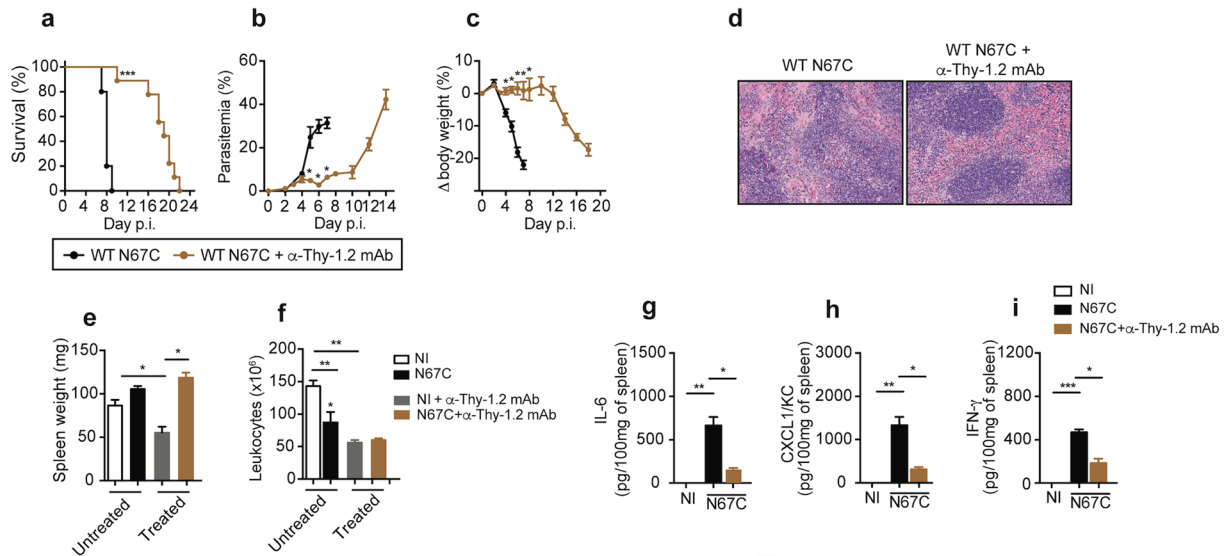 a
b
c
d
Survival (%)
100
80
60
40
20
0
***
0 4 8 12 16 20 24
Day p.i.
Parasitemia (%)
60
40
20
0
* * *
0 2 4 6 8 10 12 14
Day p.i.
Δ body weight (%)
10
0
-10
-20
* * ** *
0 4 8 12 16 20
Day p.i.
WT N67C
WT N67C +
α-Thy-1.2 mAb
WT N67C WT N67C + α-Thy-1.2 mAb
e
f
g
h
i
Spleen weight (mg)
150
100
50
0
* *
Untreated Treated
Leukocytes (x10⁶)
200
150
100
50
0
**
**
*
Untreated Treated
NI
N67C
NI + α-Thy-1.2 mAb
N67C+α-Thy-1.2 mAb
IL-6
(pg/100mg of spleen)
1500
1000
500
0
** *
NI N67C
CXCL1/KC
(pg/100mg of spleen)
3000
2000
1000
0
** *
NI N67C
NI
N67C
N67C+α-Thy-1.2 mAb
IFN-γ
(pg/100mg of spleen)
1200
800
400
0
*** *
NI N67C